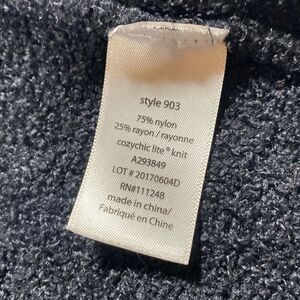 style 903
75% nylon
25% rayon / rayonne
cozychic lite® knit
A293849
LOT # 20170604D
RN#111248
made in china/
Fabriqué en Chine